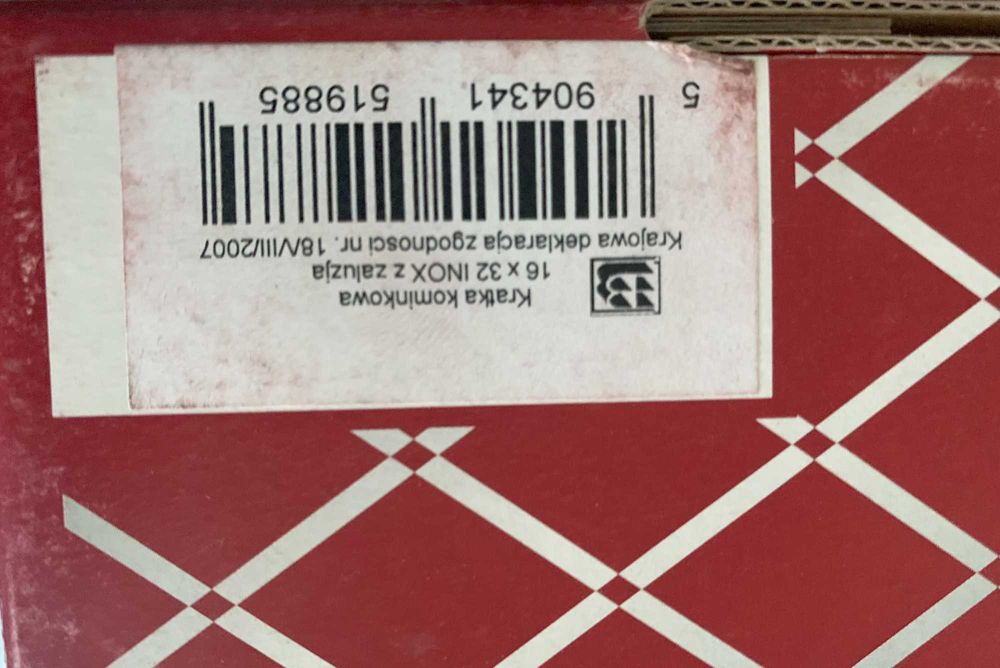 Kratka kominkowa
16 x 32 INOX z zaluzja
Krajowa deklaracja zgodnosci nr. 18/VIII/2007
5 904341 519885